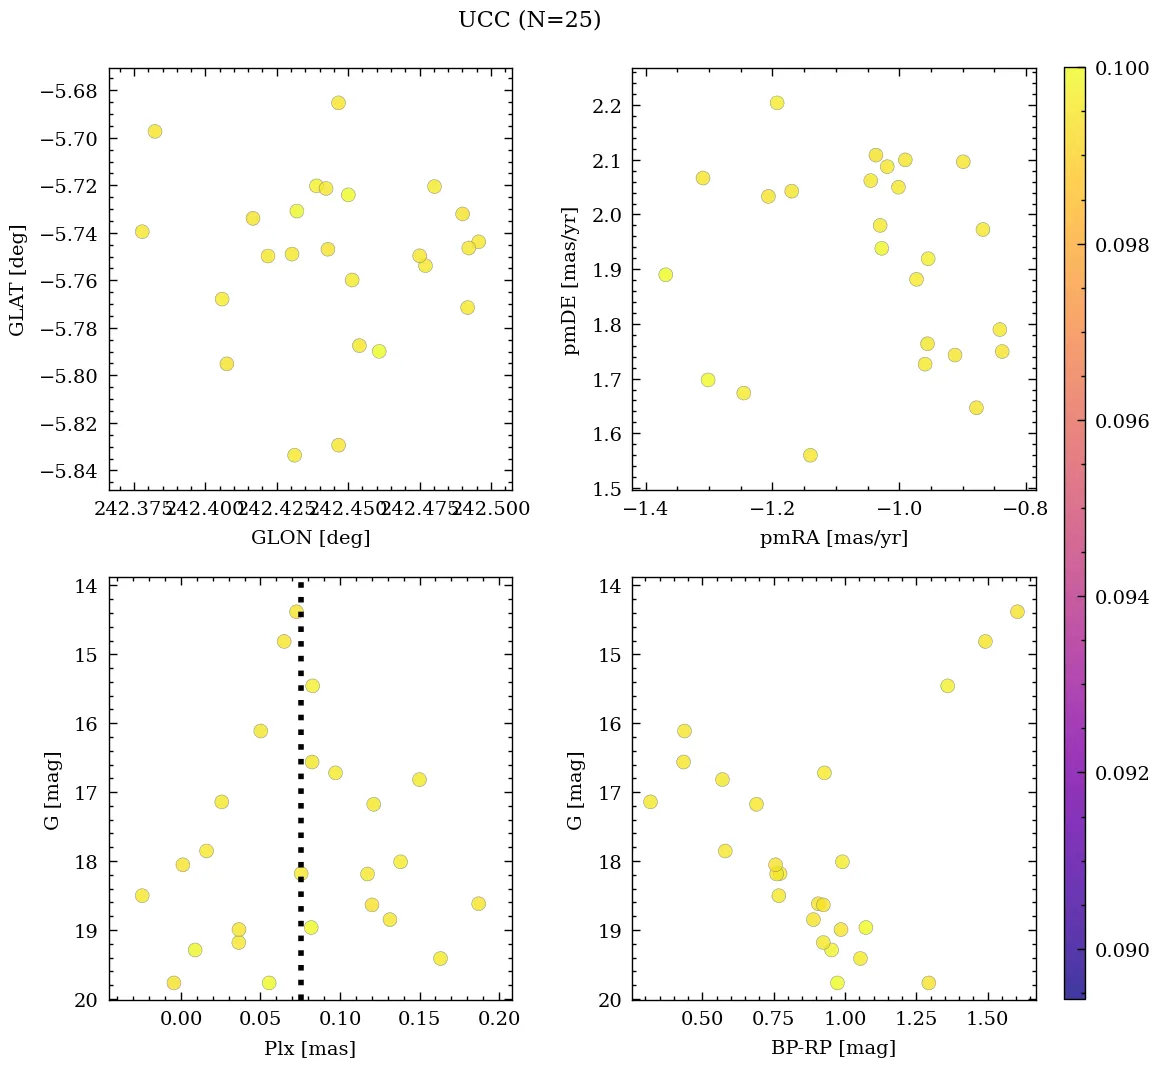 UCC (N=25)
−5.68
−5.70
−5.72
−5.74
−5.76
−5.78
−5.80
−5.82
−5.84
GLAT [deg]
242.375 242.400 242.425 242.450 242.475 242.500
GLON [deg]
2.2
2.1
2.0
1.9
1.8
1.7
1.6
1.5
pmDE [mas/yr]
−1.4 −1.2 −1.0 −0.8
pmRA [mas/yr]
14
15
16
17
18
19
20
G [mag]
0.00 0.05 0.10 0.15 0.20
Plx [mas]
14
15
16
17
18
19
20
G [mag]
0.50 0.75 1.00 1.25 1.50
BP-RP [mag]
0.100
0.098
0.096
0.094
0.092
0.090